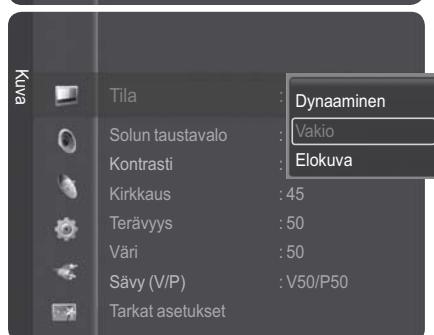 Kuva
Tila : Dynaaminen
Vakio
Solun taustavalo :
Kontrasti : Elokuva
Kirkkaus : 45
Terävyys : 50
Väri : 50
Sävy (V/P) : V50/P50
Tarkat asetukset